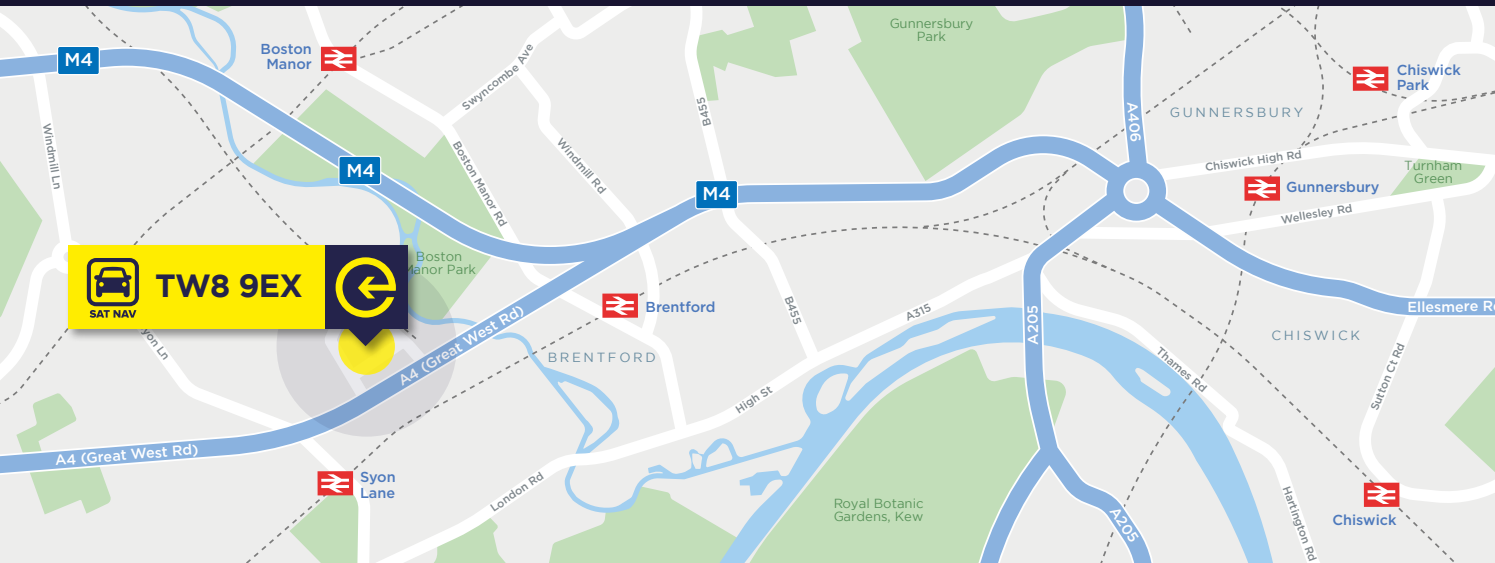 Gunnersbury
Park
Boston
Manor
M4
Swyncombe Ave
Chiswick
Park
B455
A406
GUNNERSBURY
Windmill Ln
Boston Manor Rd
Windmill Rd
M4
Chiswick High Rd
Turnham
Green
M4
Gunnersbury
Wellesley Rd
Boston
Manor Park
TW8 9EX
SAT NAV
Brentford
B455
A315
A205
Ellesmere R
CHISWICK
yon Ln
A4 (Great West Rd)
BRENTFORD
Thames Rd
Sutton Ct Rd
High St
A4 (Great West Rd)
Syon
Lane
London Rd
Royal Botanic
Gardens, Kew
A205
Hartington Rd
Chiswick